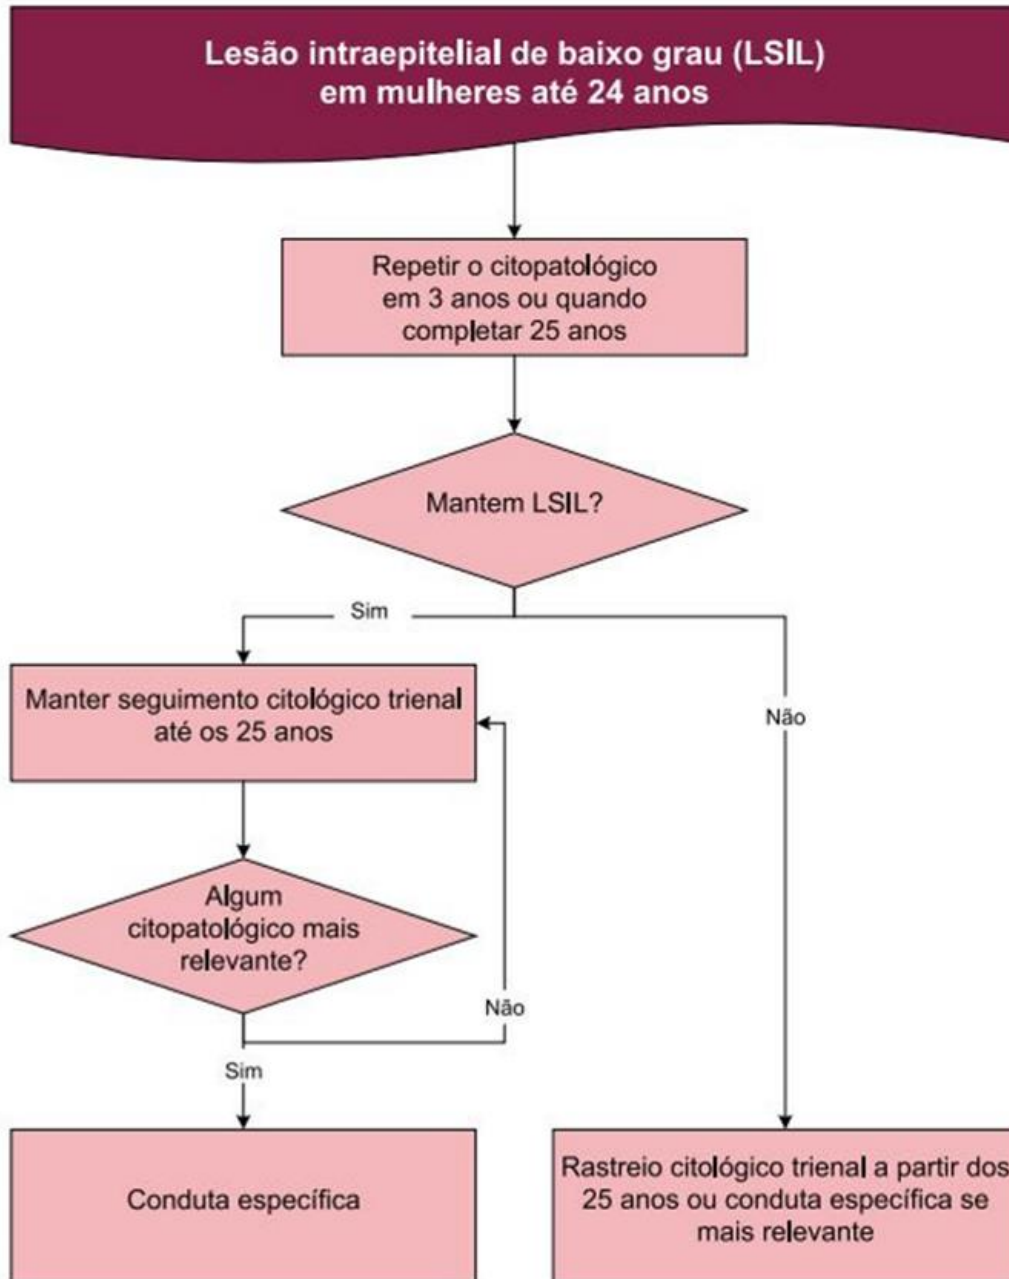 Lesão intraepitelial de baixo grau (LSIL)
em mulheres até 24 anos
Repetir o citopatológico
em 3 anos ou quando
completar 25 anos
Mantem LSIL?
Sim
Não
Manter seguimento citológico trienal
até os 25 anos
Algum
citopatológico mais
relevante?
Não
Sim
Conduta específica
Rastreio citológico trienal a partir dos
25 anos ou conduta específica se
mais relevante